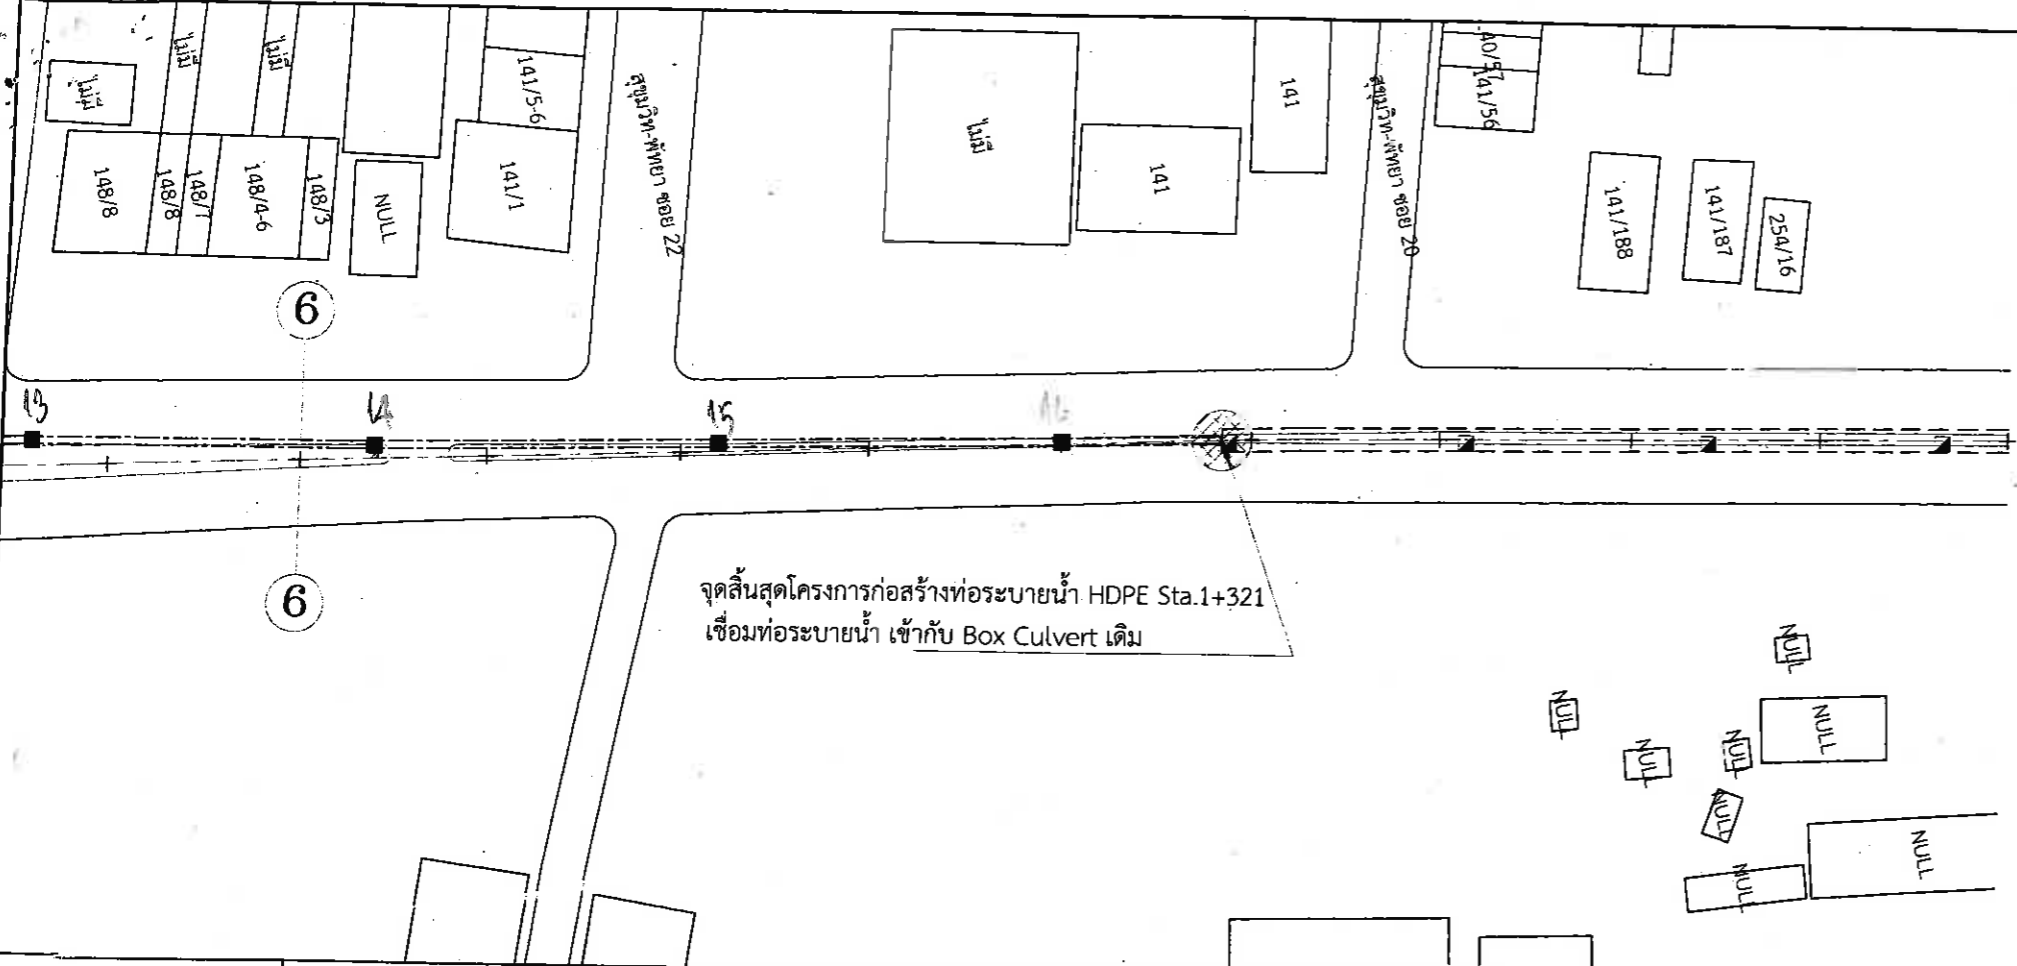 ไม่มี
ไม่มี
ไม่มี
148/8
148/8
148/7
148/4-6
148/3
NULL
141/5-6
141/1
สุขุมวิท-พัทยา ซอย 22
ไม่มี
141
141
สุขุมวิท-พัทยา ซอย 20
141/56
141/188
141/187
254/16
6
13
14
15
16
6
จุดสิ้นสุดโครงการก่อสร้างท่อระบายน้ำ HDPE Sta.1+321
เชื่อมท่อระบายน้ำ เข้ากับ Box Culvert เดิม
NULL
NULL
NULL
NULL
NULL
NULL
NULL
NULL